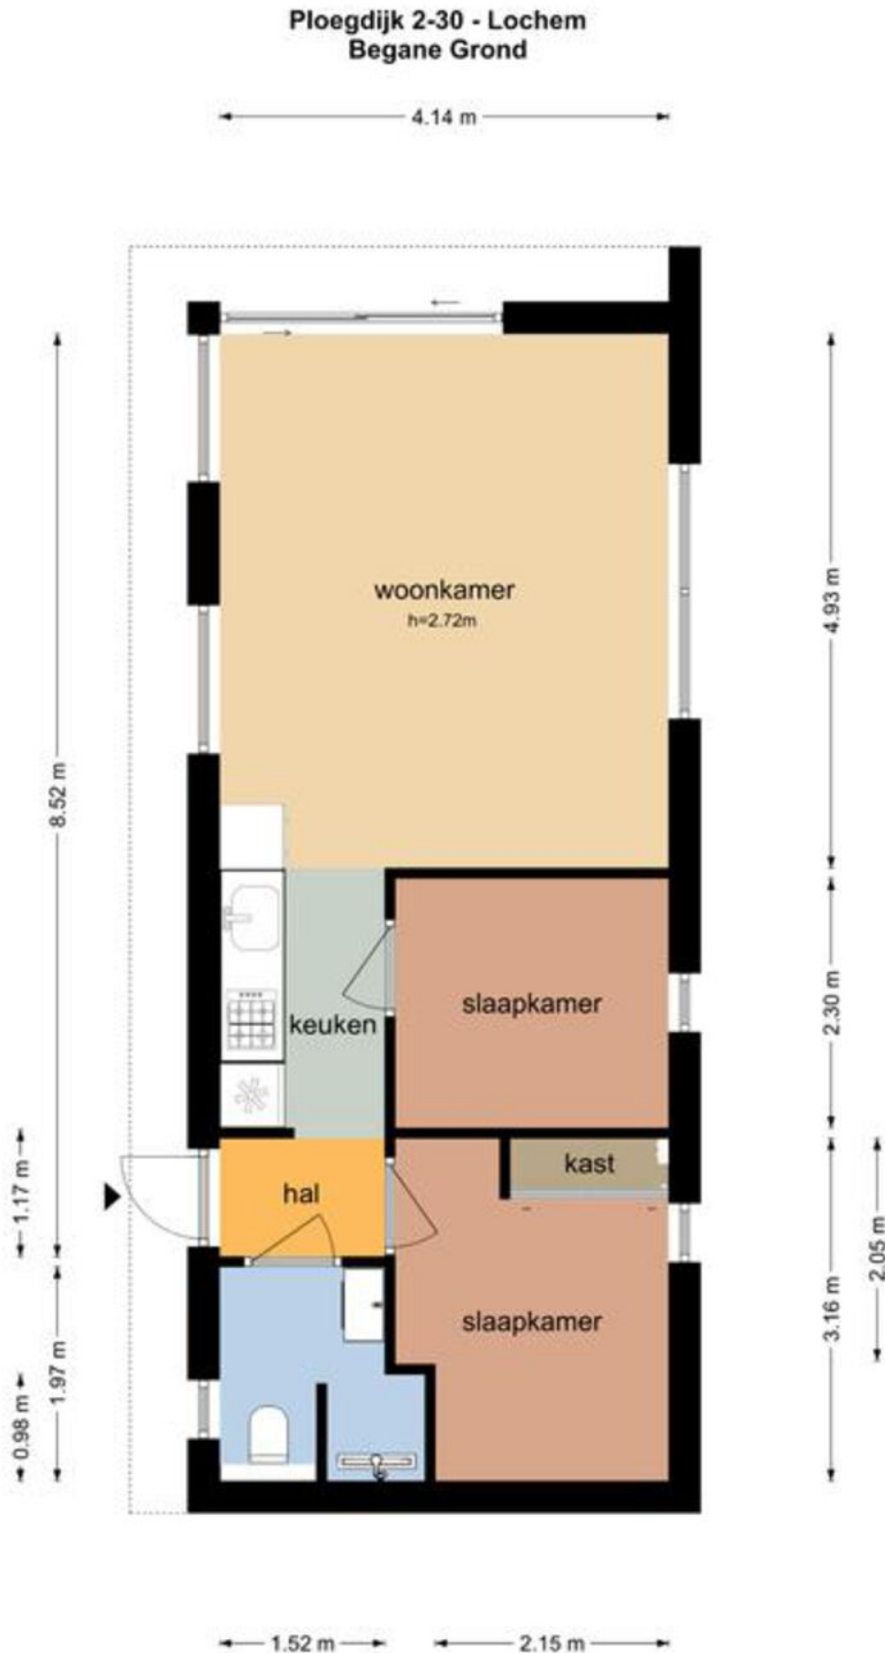 Ploegdijk 2-30 - Lochem
Begane Grond
4.14 m
woonkamer
h=2.72m
4.93 m
8.52 m
slaapkamer
keuken
2.30 m
kast
hal
1.17 m
2.05 m
slaapkamer
3.16 m
1.97 m
0.98 m
1.52 m
2.15 m